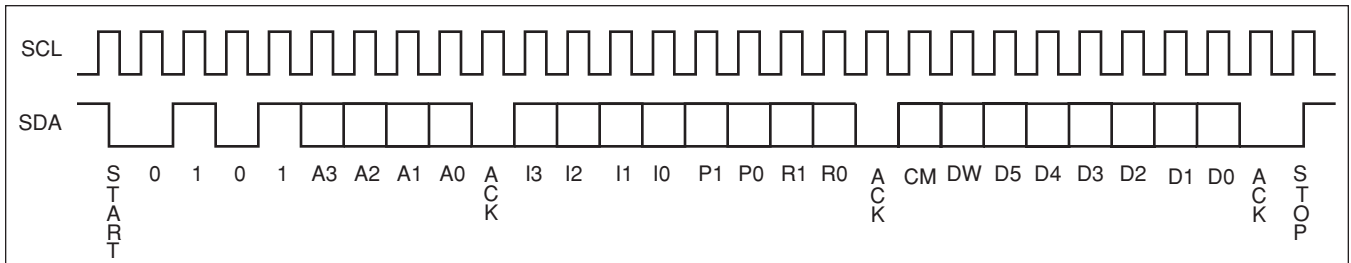 SCL
SDA
START 0 1 0 1 A3 A2 A1 A0 ACK I3 I2 I1 I0 P1 P0 R1 R0 ACK CM DW D5 D4 D3 D2 D1 D0 ACK STOP